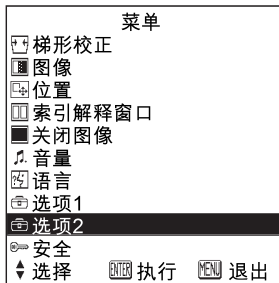 菜单
梯形校正
图像
位置
索引解释窗口
关闭图像
音量
语言
选项1
选项2
安全
选择 ENTER 执行 MENU 退出